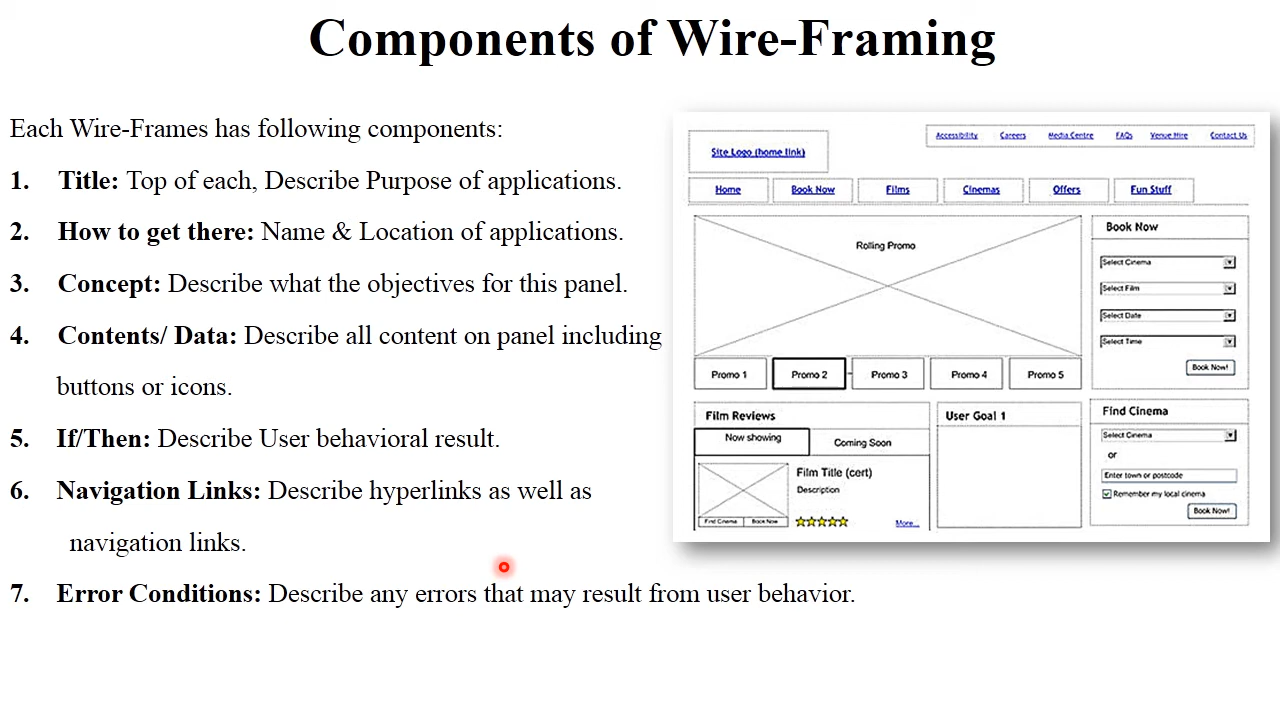 Components of Wire-Framing
Each Wire-Frames has following components:
1. Title: Top of each, Describe Purpose of applications.
2. How to get there: Name & Location of applications.
3. Concept: Describe what the objectives for this panel.
4. Contents/ Data: Describe all content on panel including
buttons or icons.
5. If/Then: Describe User behavioral result.
6. Navigation Links: Describe hyperlinks as well as
navigation links.
7. Error Conditions: Describe any errors that may result from user behavior.
Accessibility Careers Media Centre FAQs Venue Hire Contact Us
Site Logo (home link)
Home Book Now Films Cinemas Offers Fun Stuff
Rolling Promo
Promo 1 Promo 2 Promo 3 Promo 4 Promo 5
Book Now
Select Cinema
Select Film
Select Date
Select Time
Book Now!
Film Reviews
Now showing Coming Soon
Film Title (cert)
Description
Find Cinema Book Now
More...
User Goal 1
Find Cinema
Select Cinema
or
Enter town or postcode
Remember my local cinema
Book Now!